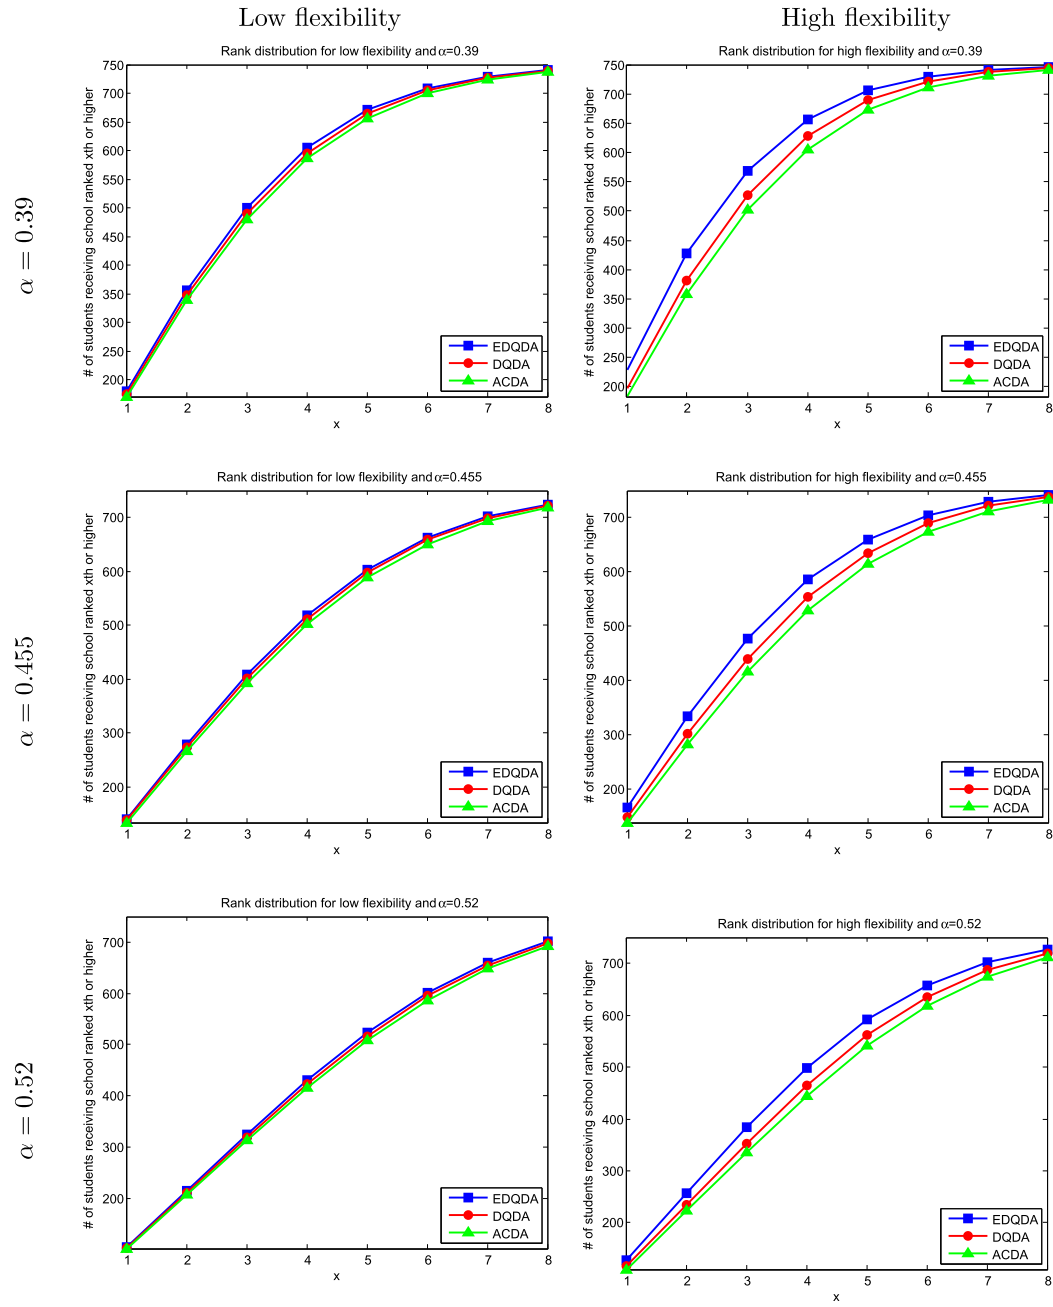 Low flexibility
High flexibility
α = 0.39
Rank distribution for low flexibility and α=0.39
# of students receiving school ranked xth or higher
750
700
650
600
550
500
450
400
350
300
250
200
1 2 3 4 5 6 7 8
x
EDQDA
DQDA
ACDA
Rank distribution for high flexibility and α=0.39
# of students receiving school ranked xth or higher
750
700
650
600
550
500
450
400
350
300
250
200
1 2 3 4 5 6 7 8
x
EDQDA
DQDA
ACDA
α = 0.455
Rank distribution for low flexibility and α=0.455
# of students receiving school ranked xth or higher
700
600
500
400
300
200
1 2 3 4 5 6 7 8
x
EDQDA
DQDA
ACDA
Rank distribution for high flexibility and α=0.455
# of students receiving school ranked xth or higher
700
600
500
400
300
200
1 2 3 4 5 6 7 8
x
EDQDA
DQDA
ACDA
α = 0.52
Rank distribution for low flexibility and α=0.52
# of students receiving school ranked xth or higher
700
600
500
400
300
200
1 2 3 4 5 6 7 8
x
EDQDA
DQDA
ACDA
Rank distribution for high flexibility and α=0.52
# of students receiving school ranked xth or higher
700
600
500
400
300
200
1 2 3 4 5 6 7 8
x
EDQDA
DQDA
ACDA